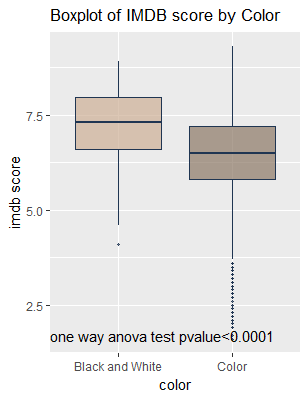 Boxplot of IMDB score by Color
imdb score
7.5
5.0
2.5
one way anova test pvalue<0.0001
Black and White
Color
color